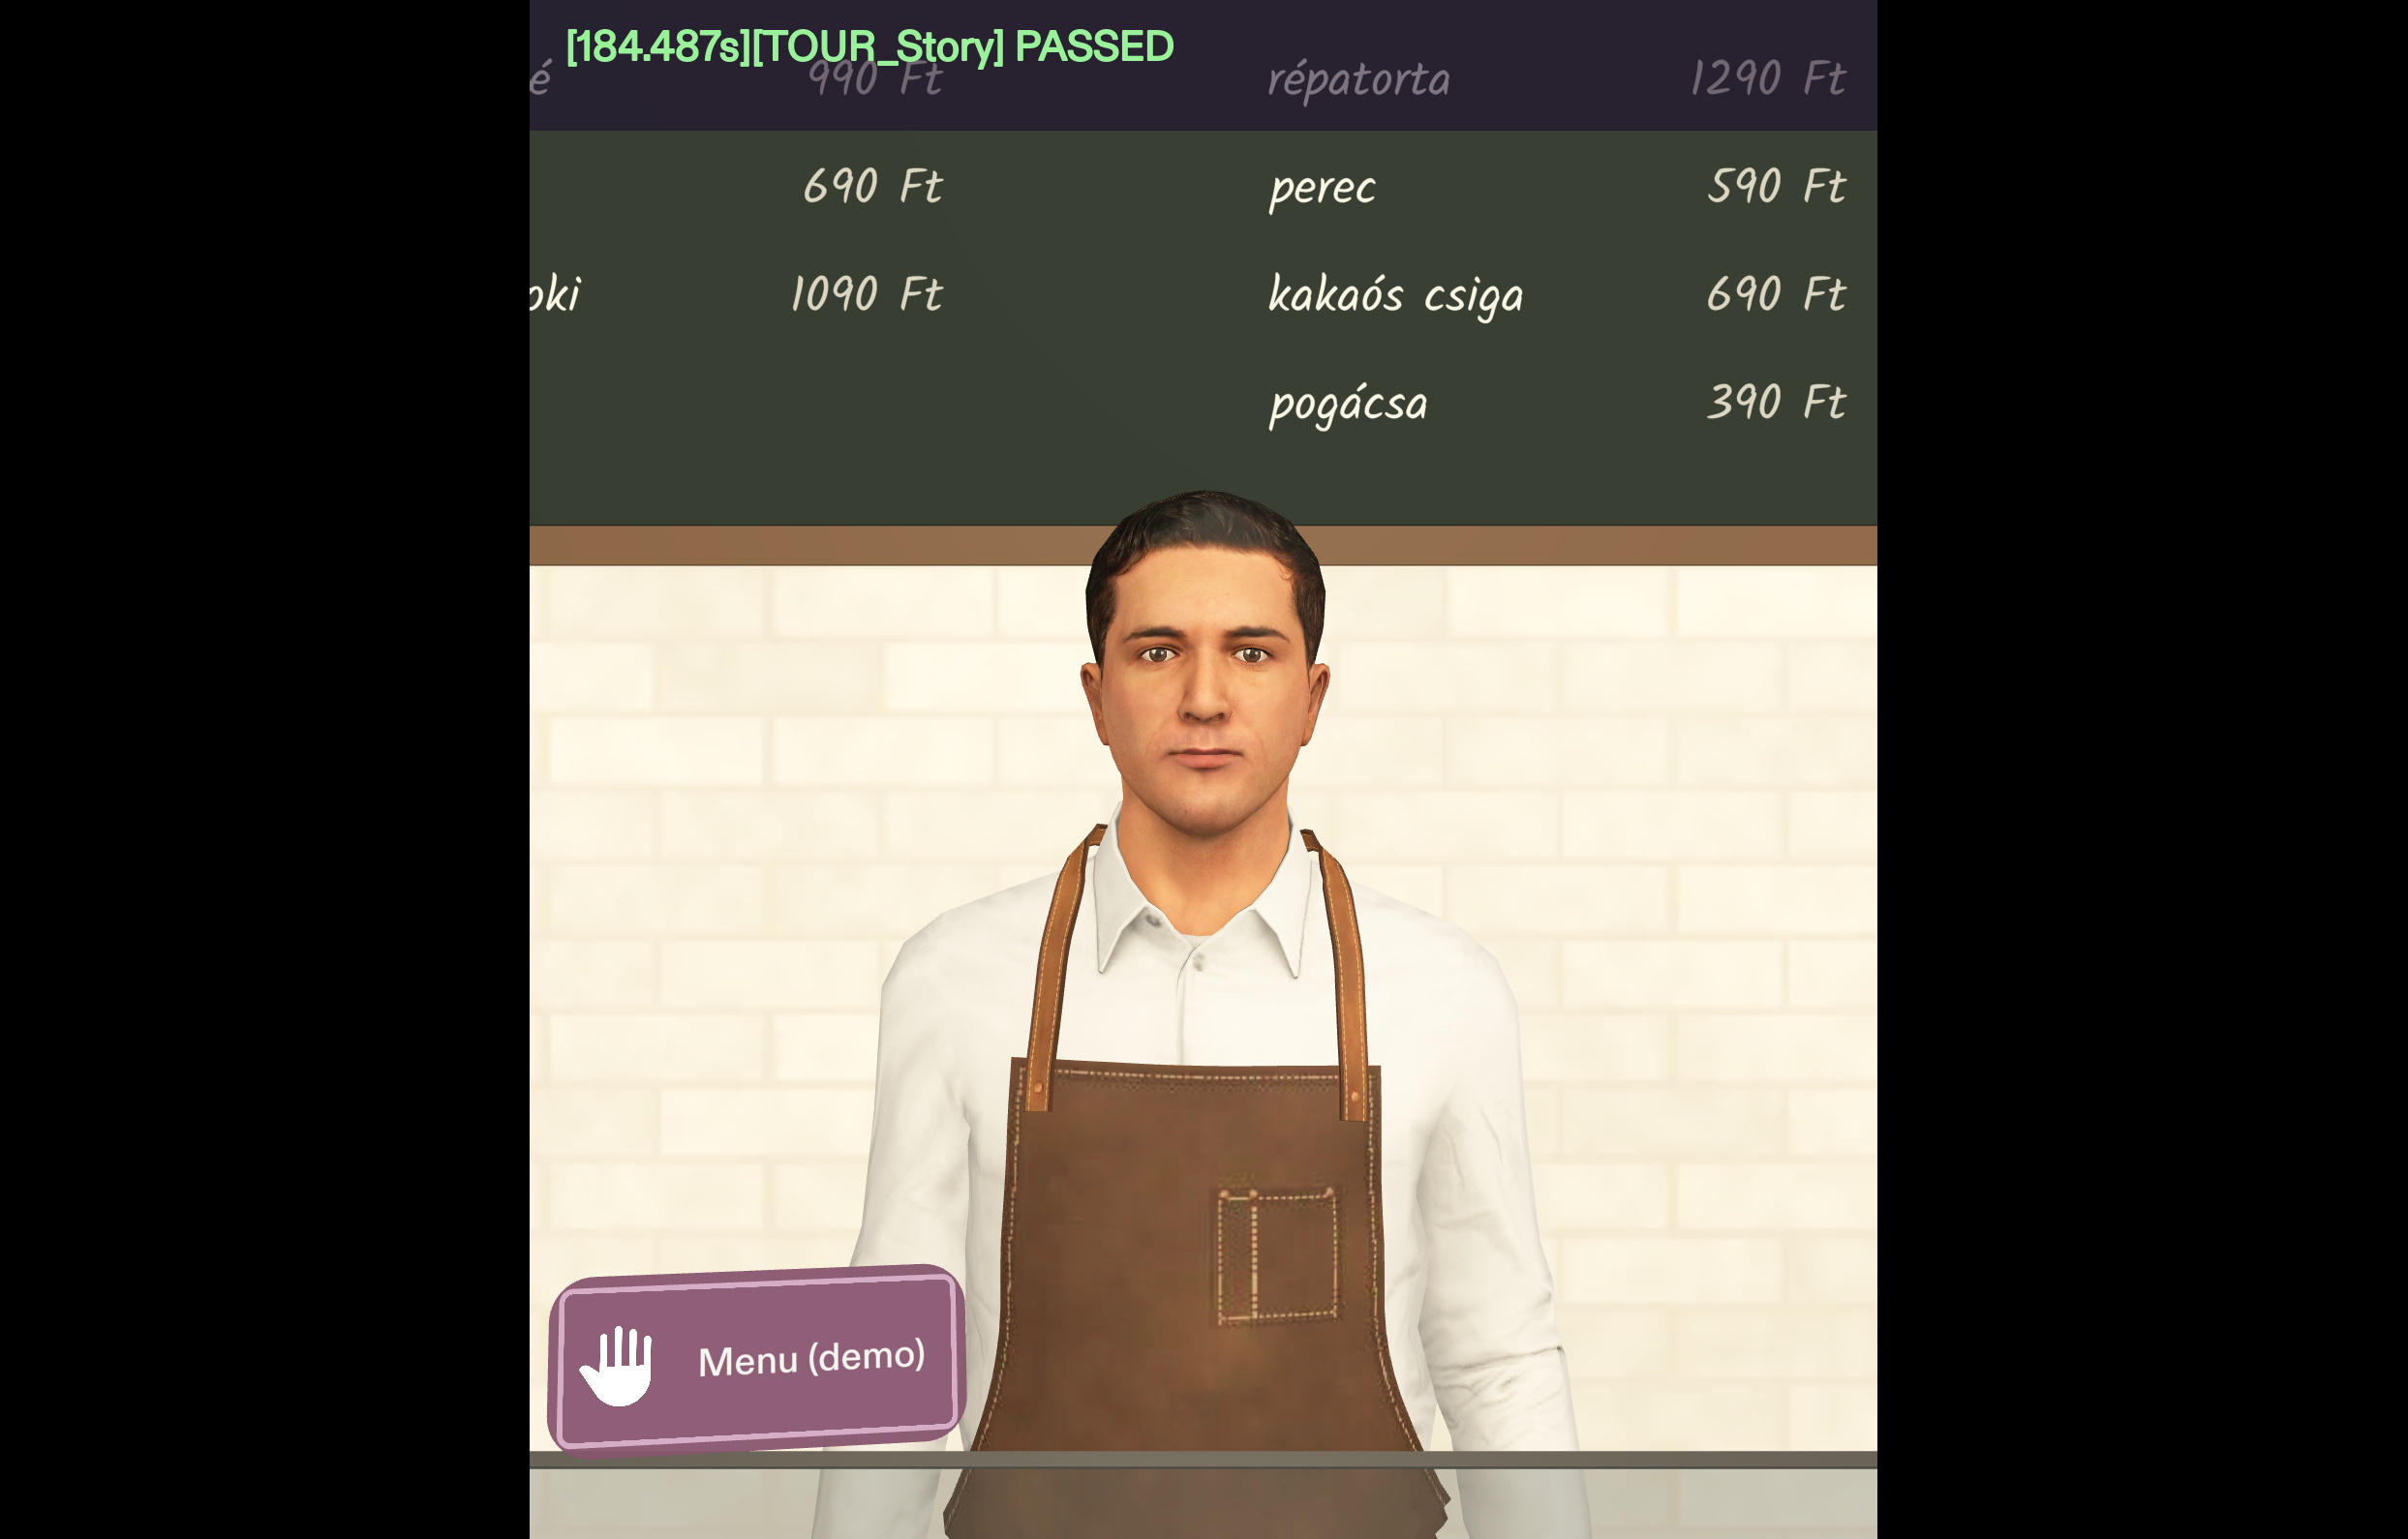 [184.487s][TOUR_Story] PASSED
é 990 Ft répatorta 1290 Ft
690 Ft perec 590 Ft
oki 1090 Ft kakaós csiga 690 Ft
pogácsa 390 Ft
Menu (demo)